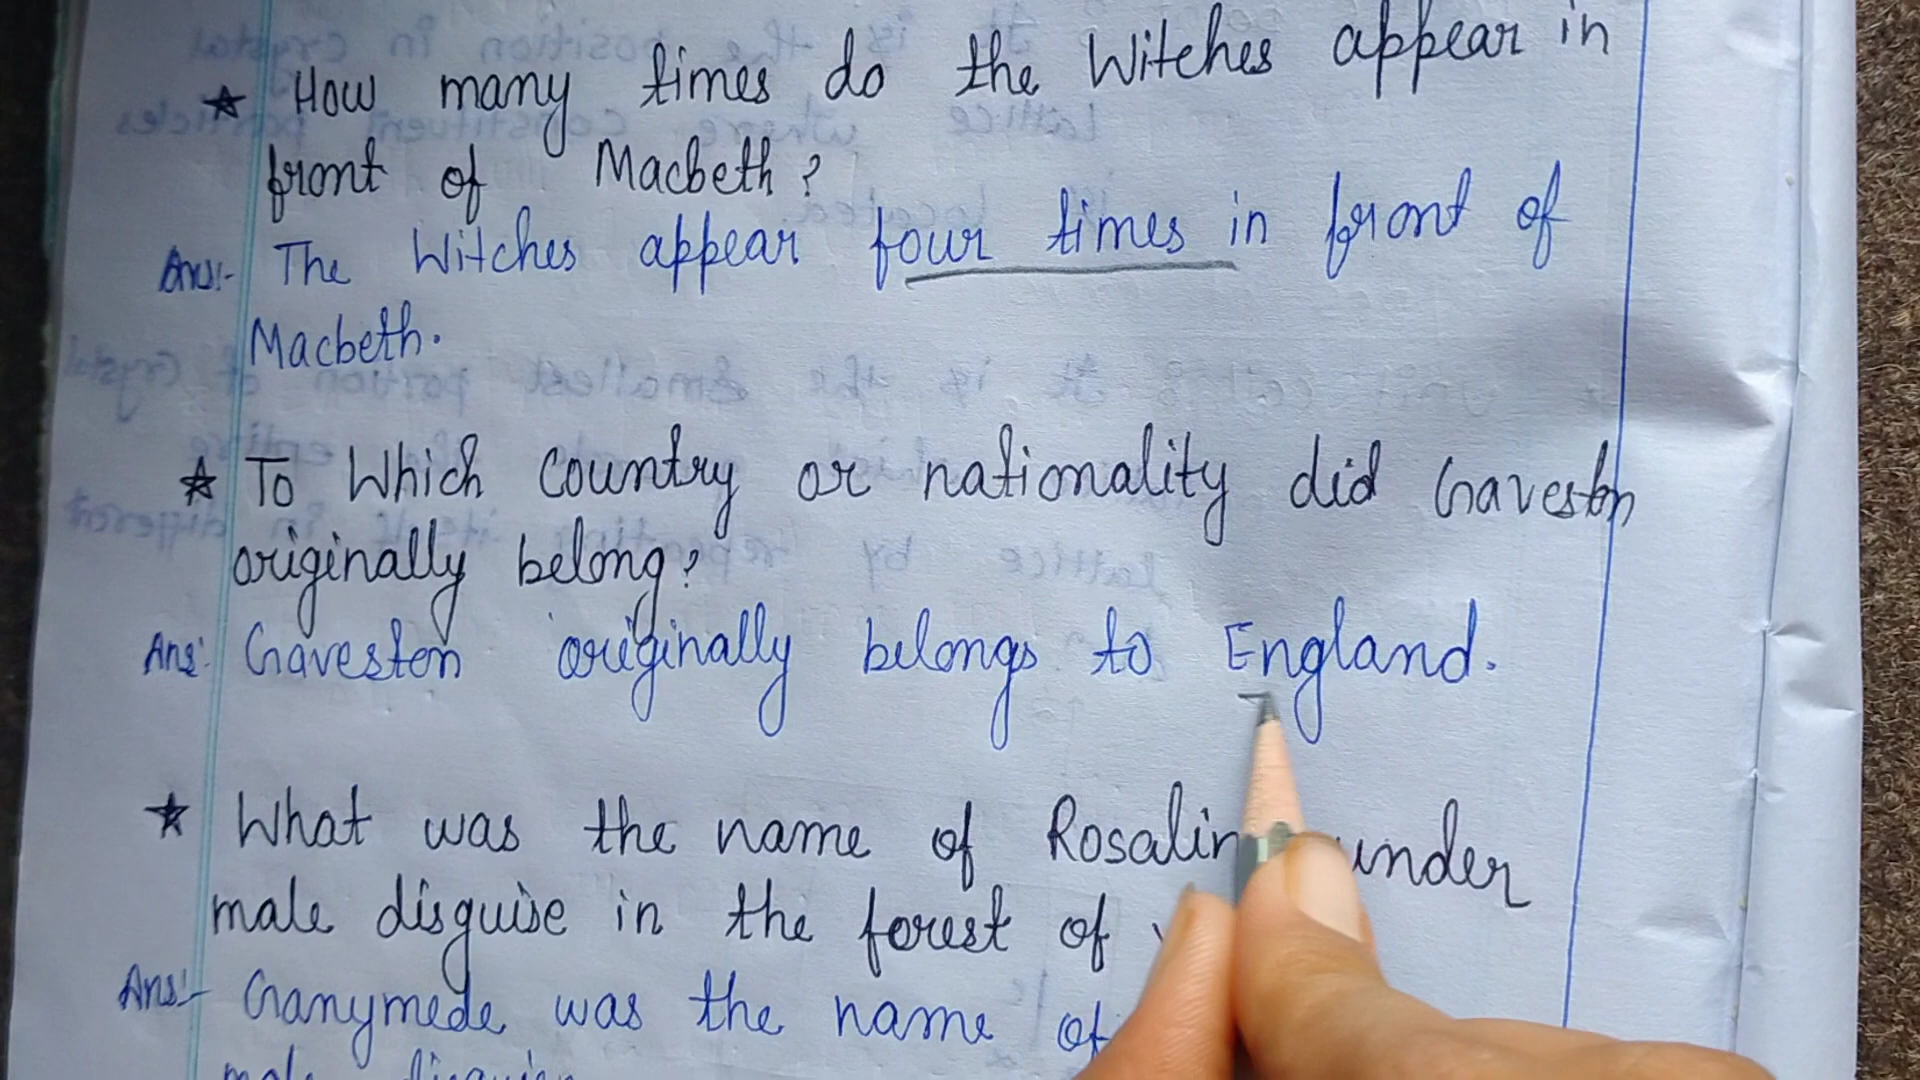 ★ How many times do the Witches appear in
front of Macbeth?
Ans:- The Witches appear four times in front of
Macbeth.
★ To Which Country or nationality did Gaveston
originally belong?
Ans: Gaveston originally belongs to England.
★ What was the name of under
male disguise in the forest of
Ans:- Ganymede was the name of
male